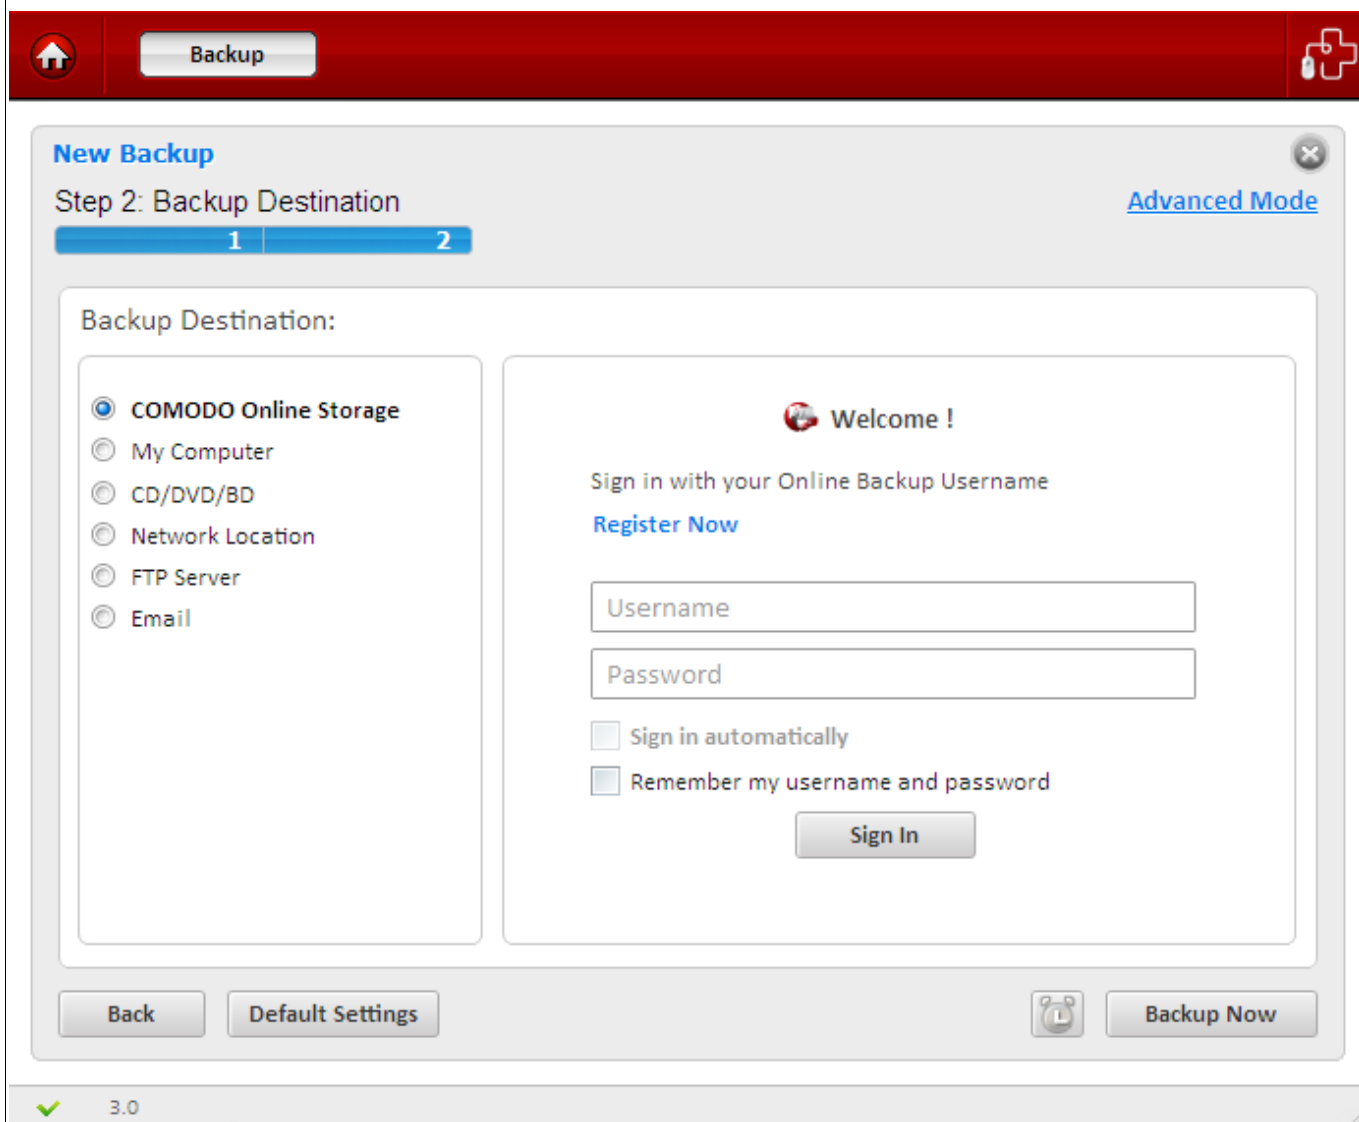 Backup
New Backup
Step 2: Backup Destination
Advanced Mode
1 2
Backup Destination:
COMODO Online Storage
My Computer
CD/DVD/BD
Network Location
FTP Server
Email
Welcome !
Sign in with your Online Backup Username
Register Now
Username
Password
Sign in automatically
Remember my username and password
Sign In
Back
Default Settings
Backup Now
3.0